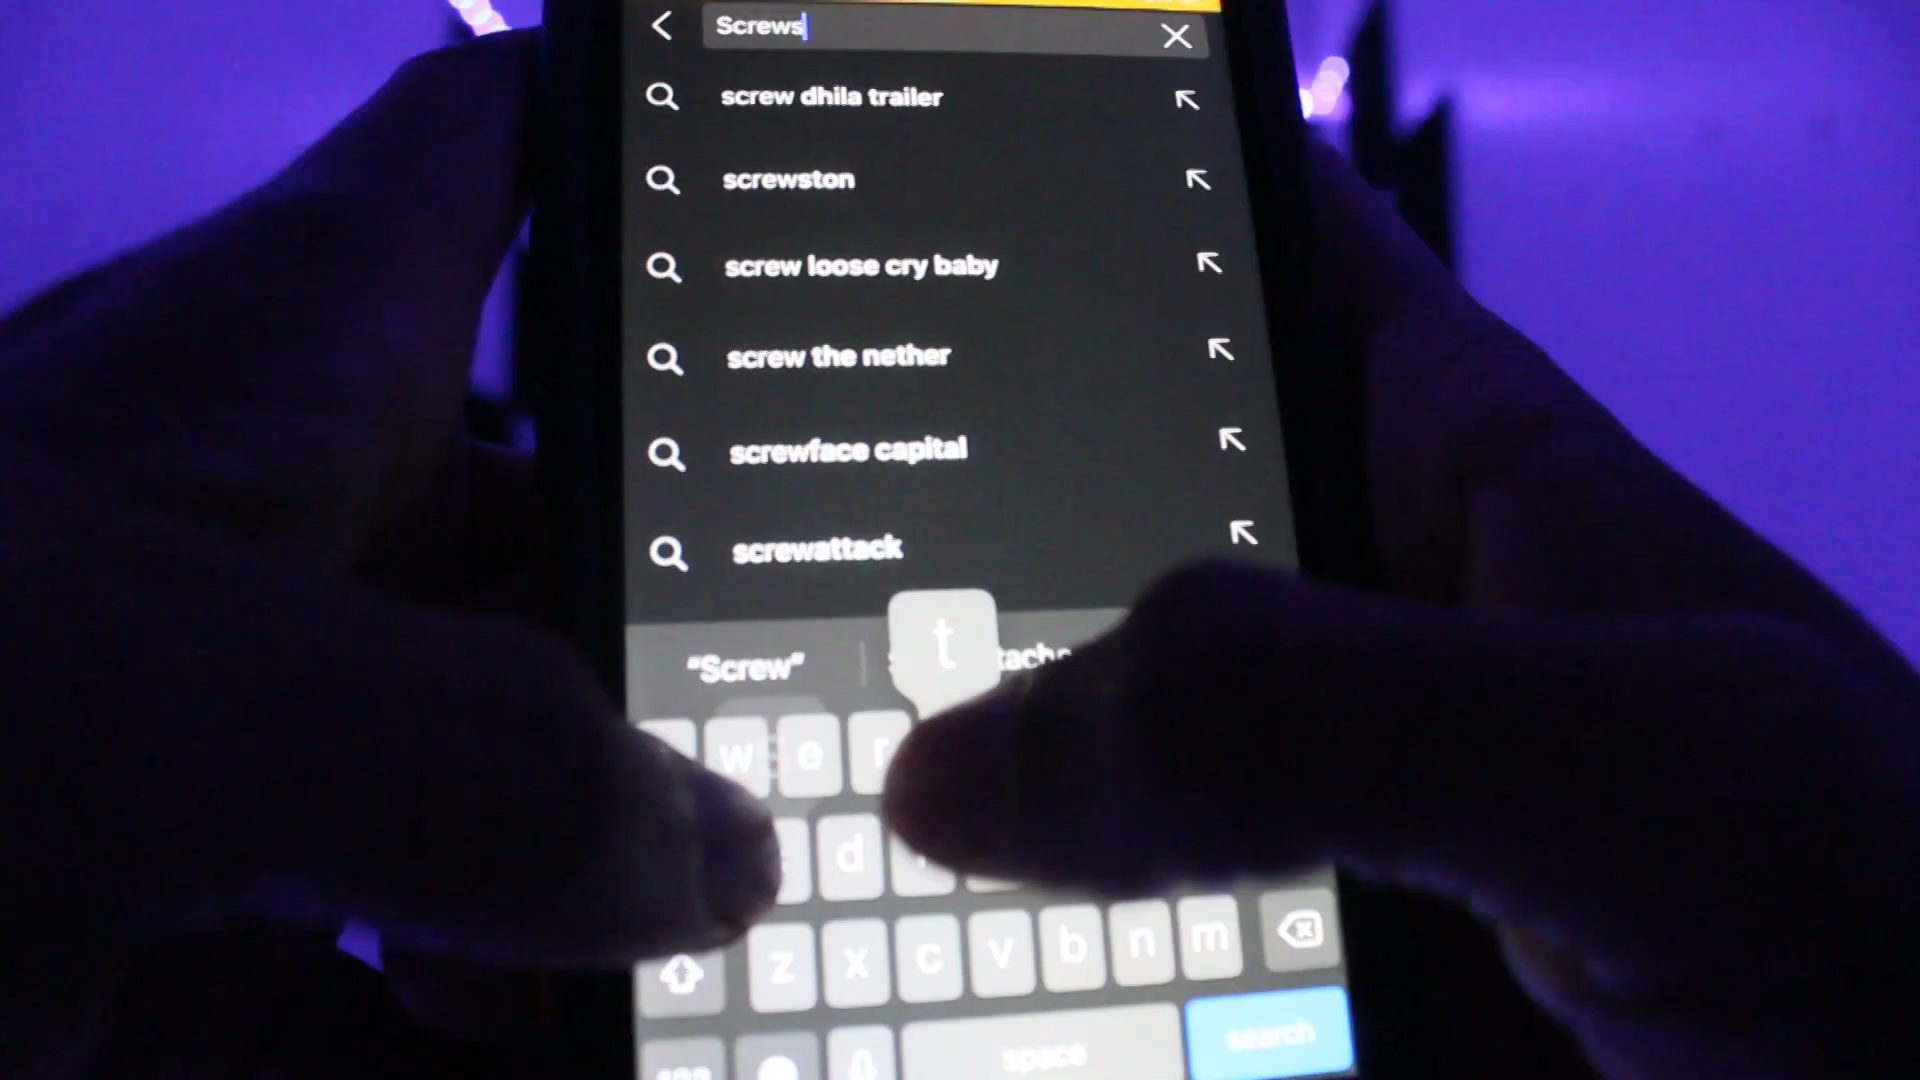 Screws
screw dhila trailer
screwston
screw loose cry baby
screw the nether
screwface capital
screwattack
"Screw"
t
w e r
d
z x c v b n m
space
search